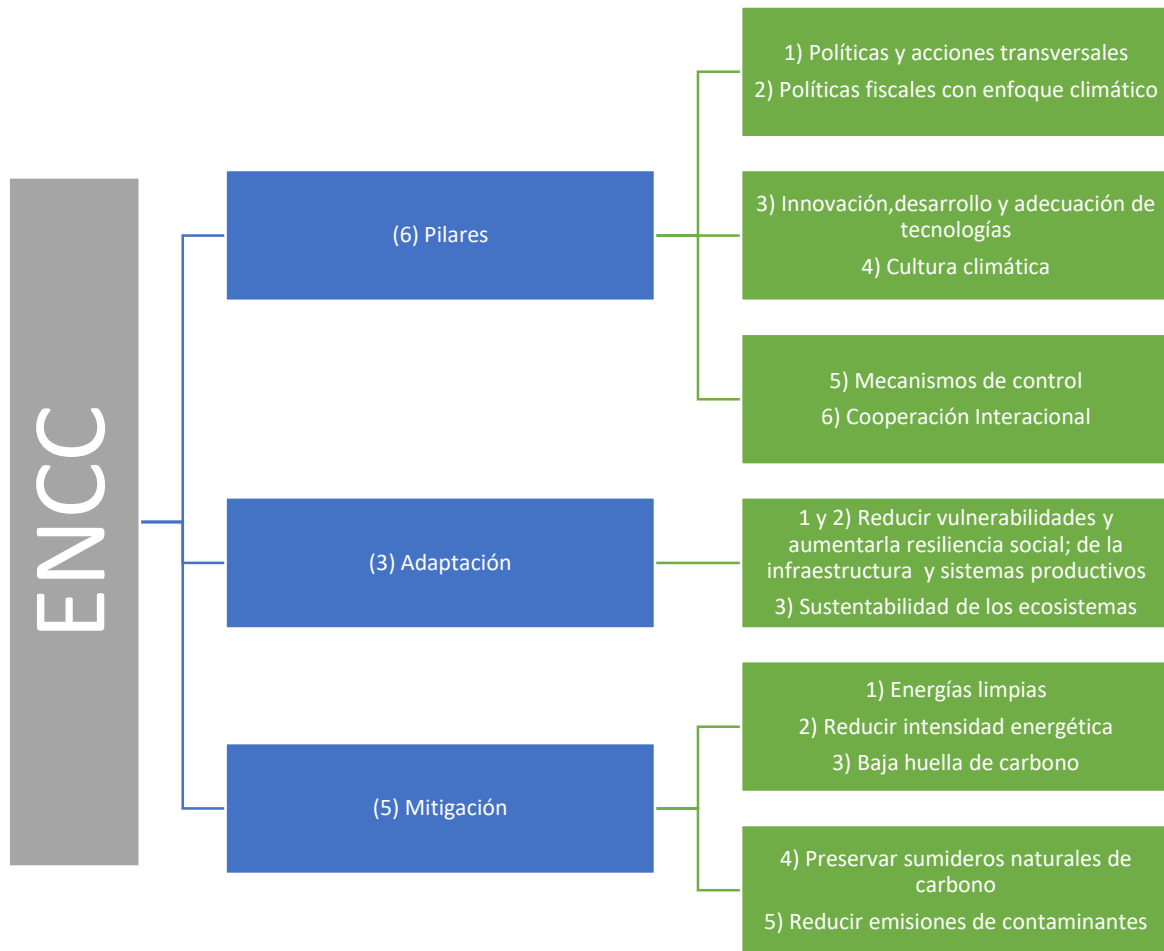 ENCC
(6) Pilares
1) Políticas y acciones transversales
2) Políticas fiscales con enfoque climático
3) Innovación,desarrollo y adecuación de
tecnologías
4) Cultura climática
5) Mecanismos de control
6) Cooperación Interacional
(3) Adaptación
1 y 2) Reducir vulnerabilidades y
aumentarla resiliencia social; de la
infraestructura y sistemas productivos
3) Sustentabilidad de los ecosistemas
(5) Mitigación
1) Energías limpias
2) Reducir intensidad energética
3) Baja huella de carbono
4) Preservar sumideros naturales de
carbono
5) Reducir emisiones de contaminantes